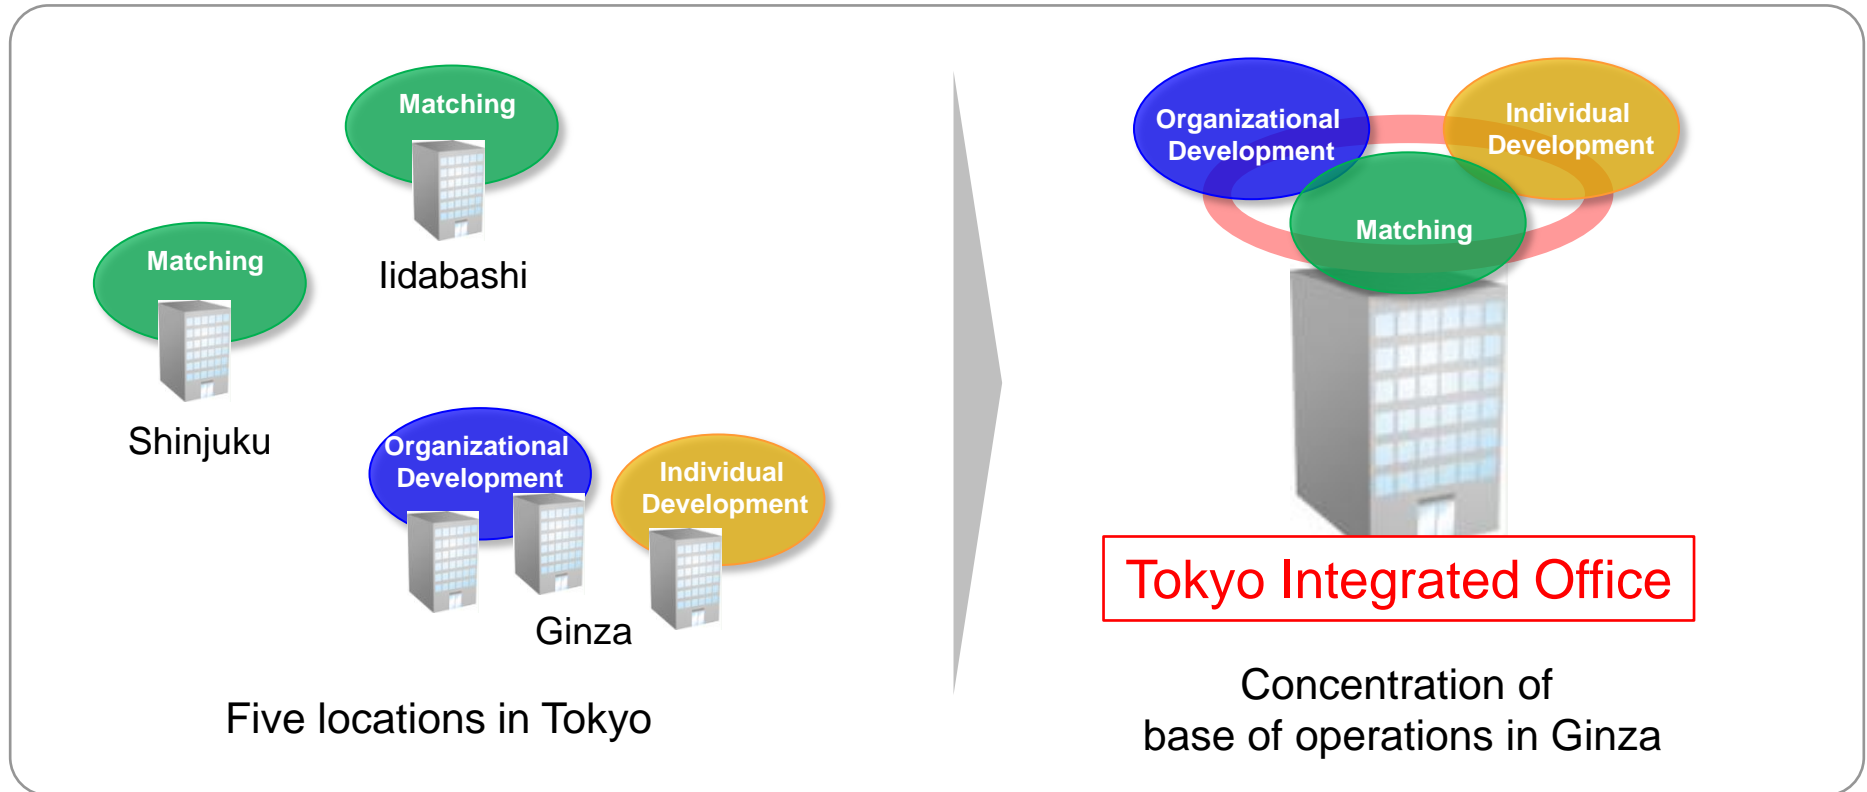 Matching
Iidabashi
Matching
Shinjuku
Organizational
Development
Individual
Development
Ginza
Five locations in Tokyo
Organizational
Development
Individual
Development
Matching
Tokyo Integrated Office
Concentration of
base of operations in Ginza